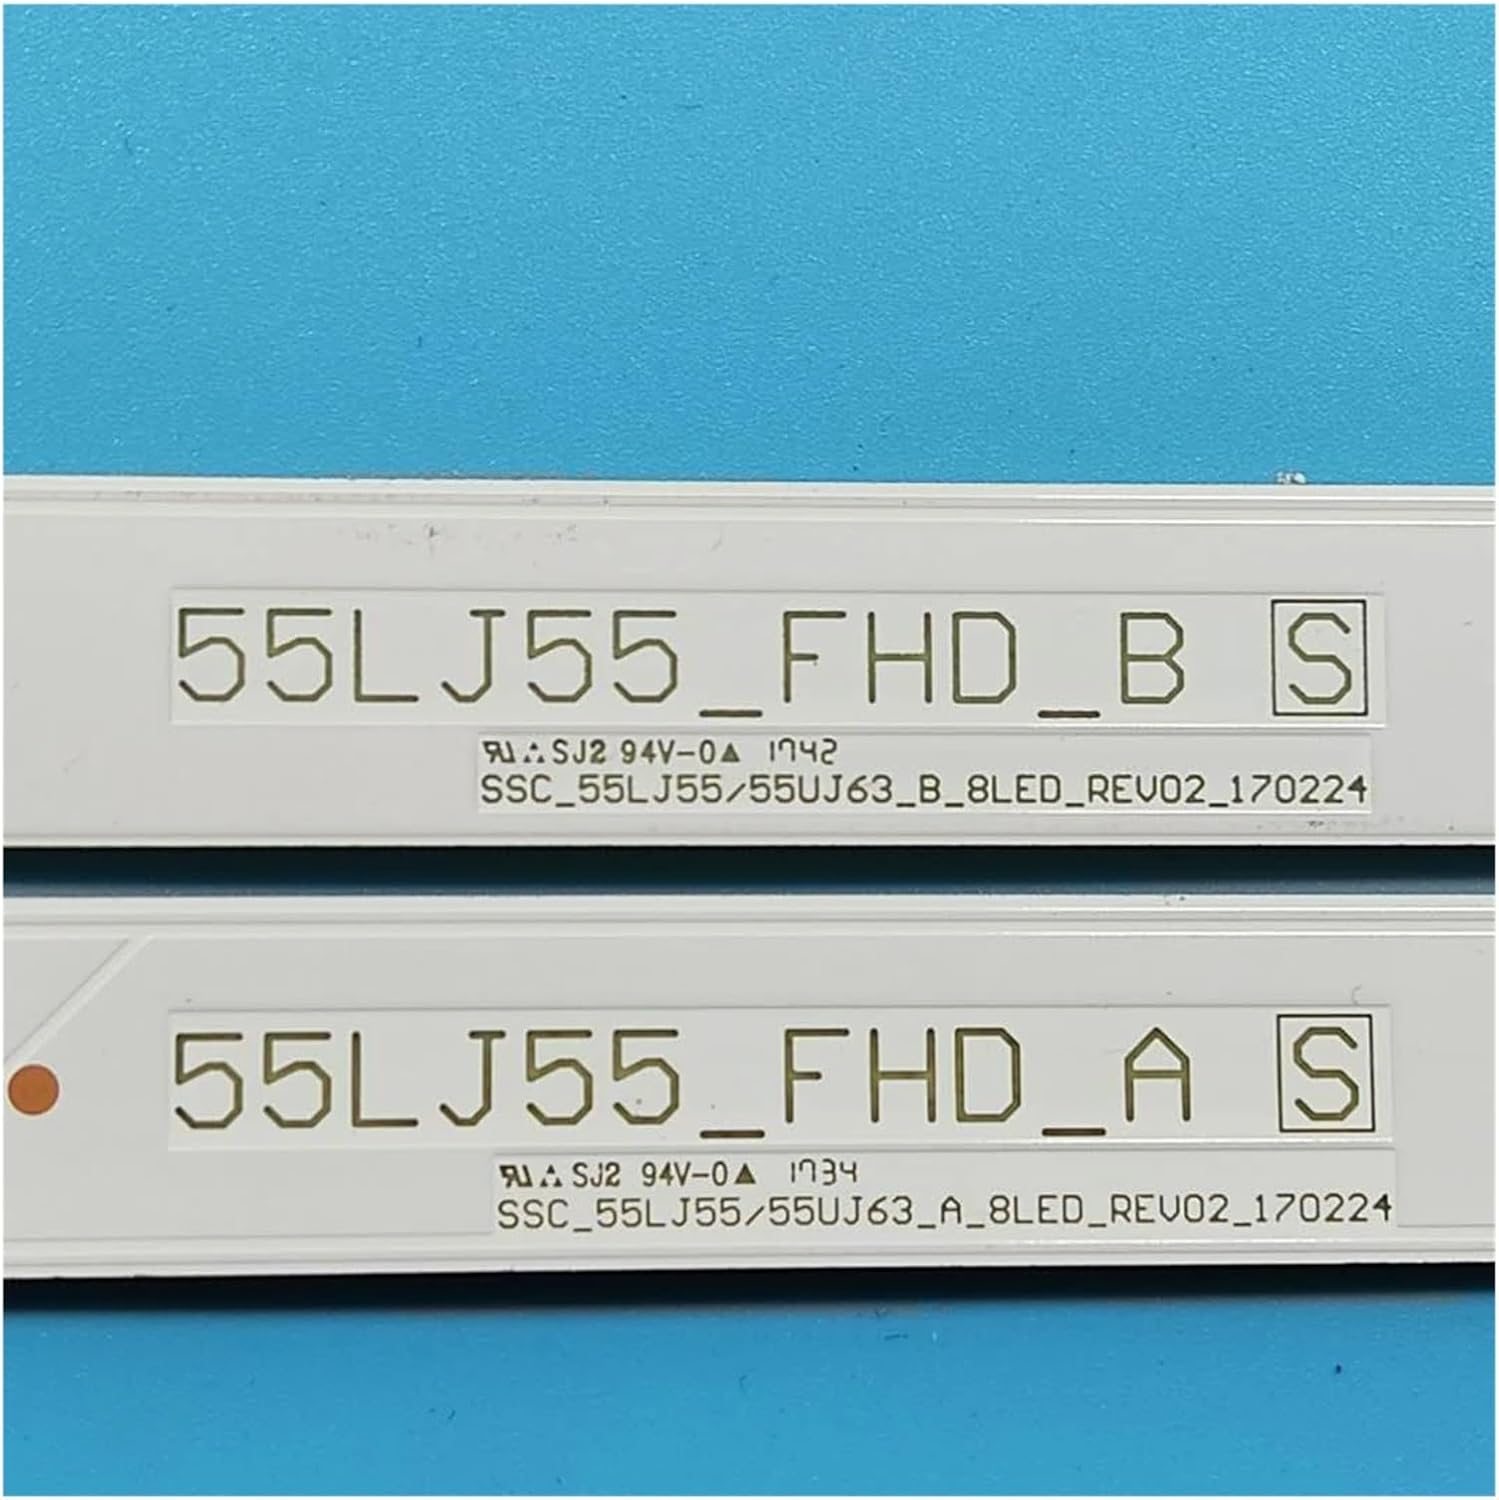 55LJ55_FHD_B S
SJ2 94V-0 1742
SSC_55LJ55/55UJ63_B_8LED_REV02_170224
55LJ55_FHD_A S
SJ2 94V-0 1734
SSC_55LJ55/55UJ63_A_8LED_REV02_170224